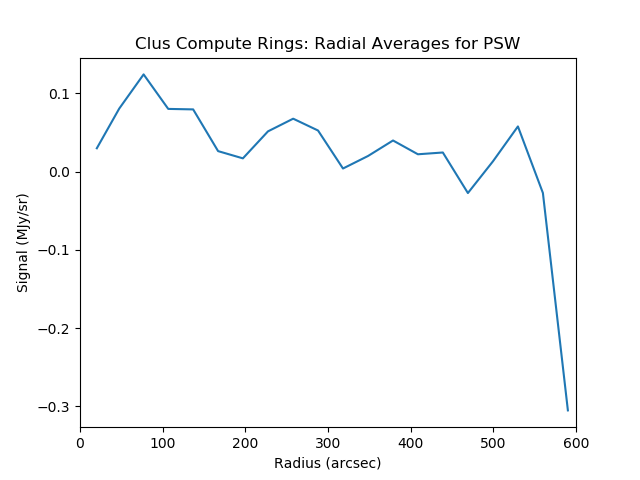 Clus Compute Rings: Radial Averages for PSW
0.1
0.0
−0.1
−0.2
−0.3
Signal (MJy/sr)
0 100 200 300 400 500 600
Radius (arcsec)